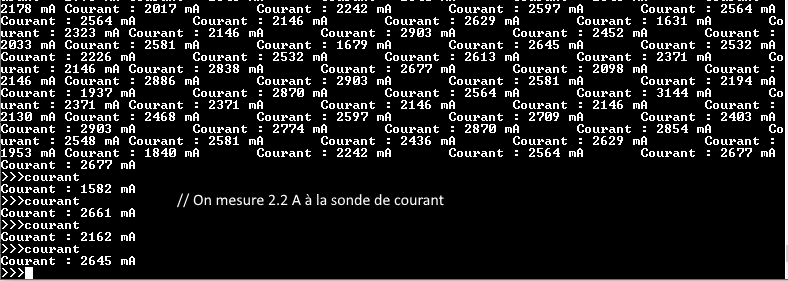 2178 mA Courant : 2017 mA Courant : 2242 mA Courant : 2597 mA Courant : 2564 mA
Courant : 2564 mA Courant : 2146 mA Courant : 2629 mA Courant : 1631 mA Co
urant : 2323 mA Courant : 2146 mA Courant : 2903 mA Courant : 2452 mA Courant :
2033 mA Courant : 2581 mA Courant : 1679 mA Courant : 2645 mA Courant : 2532 mA
Courant : 2226 mA Courant : 2532 mA Courant : 2613 mA Courant : 2371 mA Co
urant : 2146 mA Courant : 2838 mA Courant : 2677 mA Courant : 2098 mA Courant :
2146 mA Courant : 2886 mA Courant : 2903 mA Courant : 2581 mA Courant : 2194 mA
Courant : 1937 mA Courant : 2870 mA Courant : 2564 mA Courant : 3144 mA Co
urant : 2371 mA Courant : 2371 mA Courant : 2146 mA Courant : 2146 mA Courant :
2130 mA Courant : 2468 mA Courant : 2597 mA Courant : 2709 mA Courant : 2403 mA
Courant : 2903 mA Courant : 2774 mA Courant : 2870 mA Courant : 2854 mA Co
urant : 2548 mA Courant : 2581 mA Courant : 2436 mA Courant : 2629 mA Courant :
1953 mA Courant : 1840 mA Courant : 2242 mA Courant : 2564 mA Courant : 2677 mA
Courant : 2677 mA
>>>courant
Courant : 1582 mA
>>>courant
// On mesure 2.2 A à la sonde de courant
Courant : 2661 mA
>>>courant
Courant : 2162 mA
>>>courant
Courant : 2645 mA
>>>